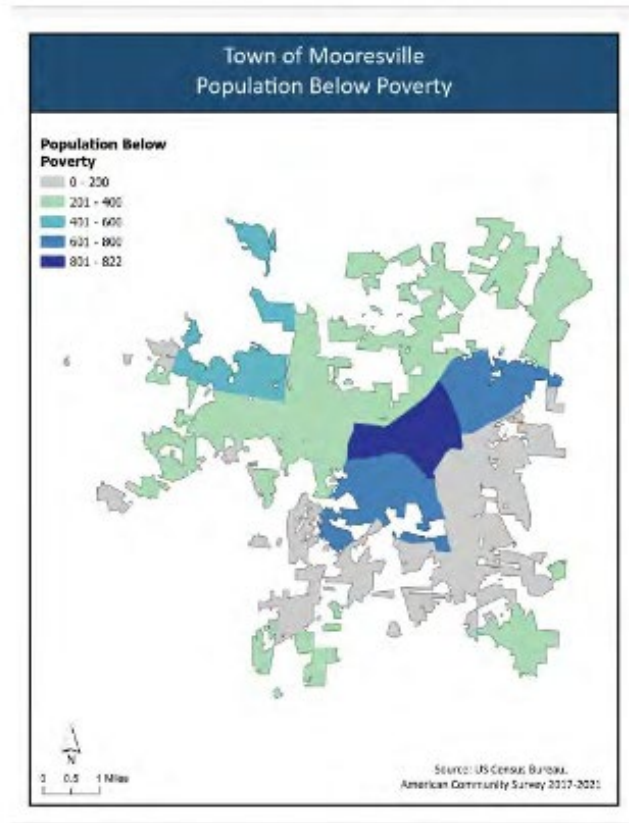 Town of Mooresville
Population Below Poverty
Population Below
Poverty
0 - 200
201 - 400
401 - 600
601 - 800
801 - 822
N
0 0.5 1 Miles
Source: US Census Bureau,
American Community Survey 2017-2021